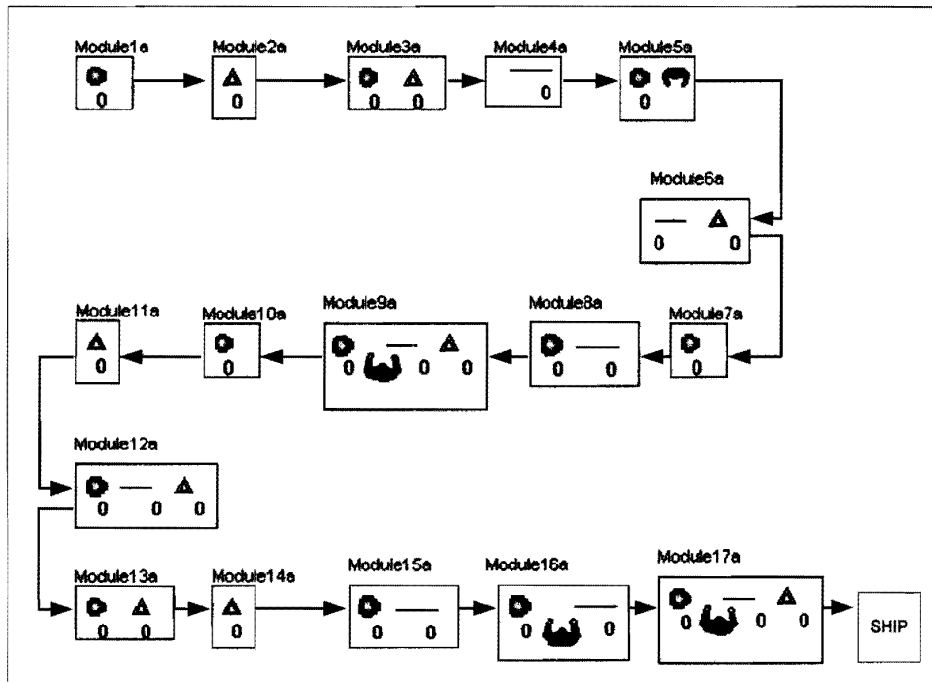 Module1a
0
Module2a
0
Module3a
0 0
Module4a
0
Module5a
0
Module6a
0 0
Module7a
0
Module8a
0 0
Module9a
0 0 0
Module10a
0
Module11a
0
Module12a
0 0 0
Module13a
0 0
Module14a
0
Module15a
0 0
Module16a
0 0
Module17a
0 0 0
SHIP